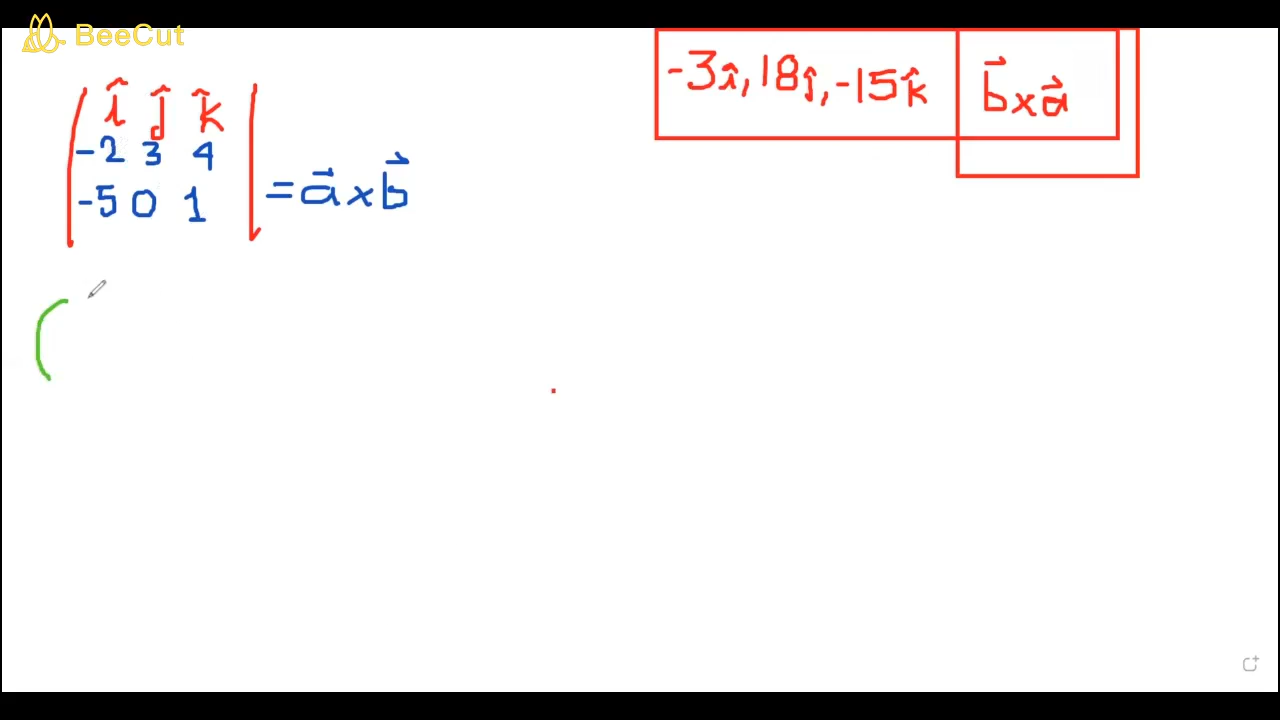 BeeCut
î ĵ k̂
-2 3 4
-5 0 1 = a⃗ x b⃗
-3î, 18ĵ, -15k̂
b⃗ x a⃗
(